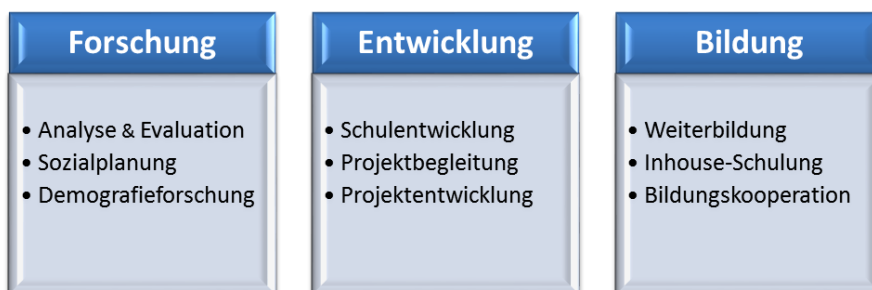 Forschung
• Analyse & Evaluation
• Sozialplanung
• Demografieforschung
Entwicklung
• Schulentwicklung
• Projektbegleitung
• Projektentwicklung
Bildung
• Weiterbildung
• Inhouse-Schulung
• Bildungskooperation